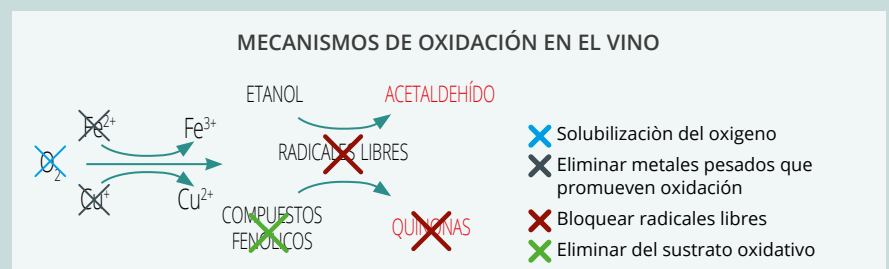 MECANISMOS DE OXIDACIÓN EN EL VINO
ETANOL
ACETALDEHÍDO
Fe²⁺
Fe³⁺
O₂
RADICALES LIBRES
Cu⁺
Cu²⁺
COMPUESTOS
FENÓLICOS
QUINONAS
Solubilizaciòn del oxigeno
Eliminar metales pesados que
promueven oxidación
Bloquear radicales libres
Eliminar del sustrato oxidativo